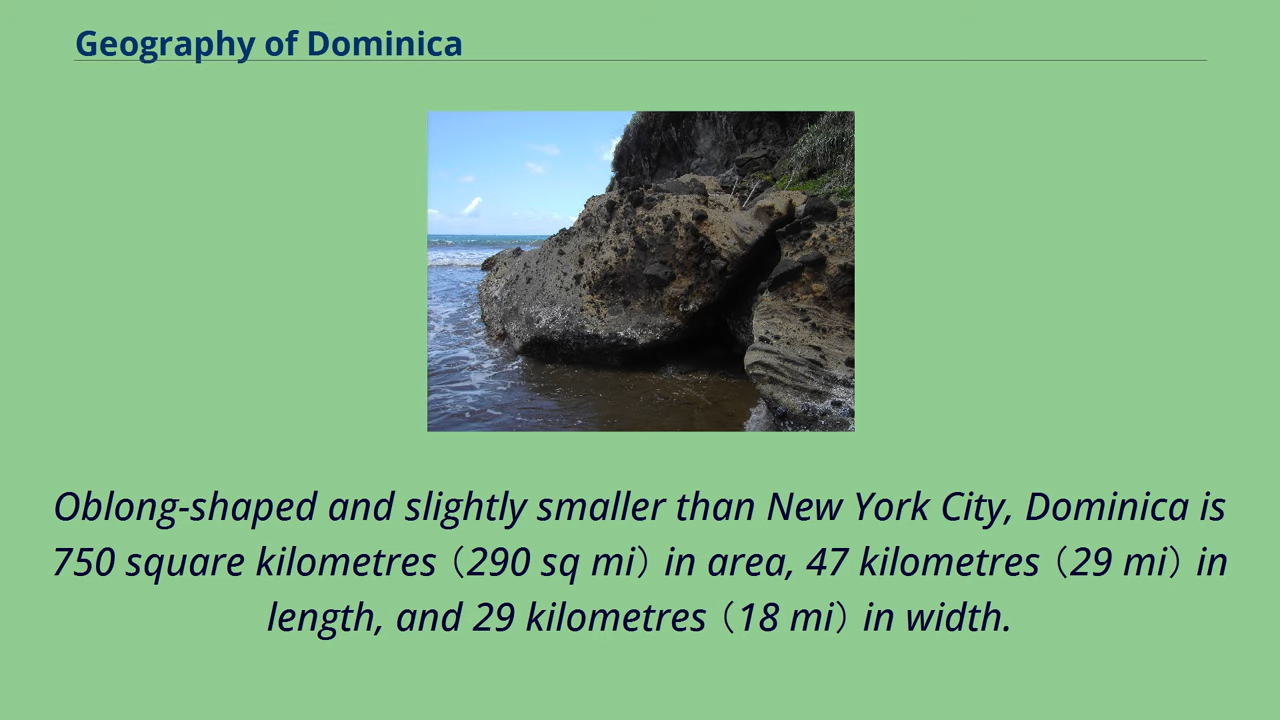 Geography of Dominica
Oblong-shaped and slightly smaller than New York City, Dominica is
750 square kilometres（290 sq mi）in area, 47 kilometres（29 mi）in
length, and 29 kilometres（18 mi）in width.